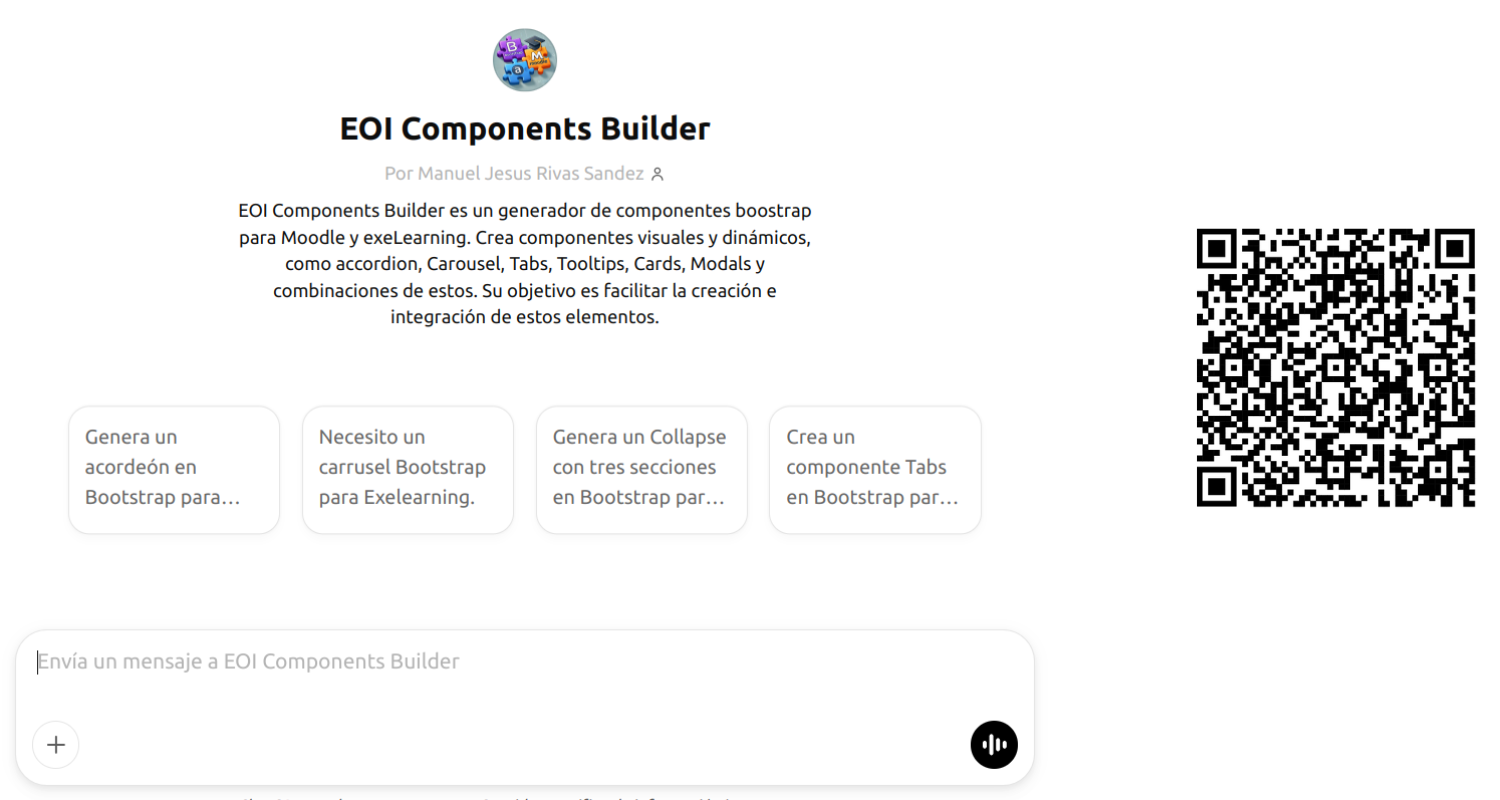 EOI Components Builder
Por Manuel Jesus Rivas Sandez
EOI Components Builder es un generador de componentes boostrap
para Moodle y exeLearning. Crea componentes visuales y dinámicos,
como accordion, Carousel, Tabs, Tooltips, Cards, Modals y
combinaciones de estos. Su objetivo es facilitar la creación e
integración de estos elementos.
Genera un
acordeón en
Bootstrap para…
Necesito un
carrusel Bootstrap
para Exelearning.
Genera un Collapse
con tres secciones
en Bootstrap par…
Crea un
componente Tabs
en Bootstrap par…
Envía un mensaje a EOI Components Builder